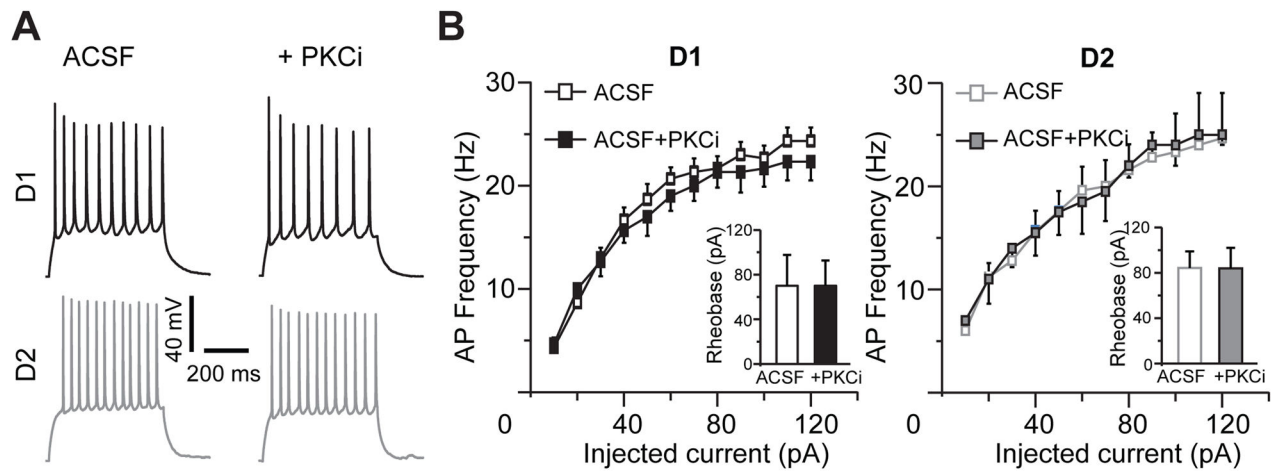 A
ACSF
+ PKCi
D1
D2
40 mV
200 ms
B
D1
AP Frequency (Hz)
30
20
10
0
40
80
120
Injected current (pA)
ACSF
ACSF+PKCi
Rheobase (pA)
120
80
40
0
ACSF
+PKCi
D2
AP Frequency (Hz)
30
20
10
0
40
80
120
Injected current (pA)
ACSF
ACSF+PKCi
Rheobase (pA)
120
80
40
0
ACSF
+PKCi